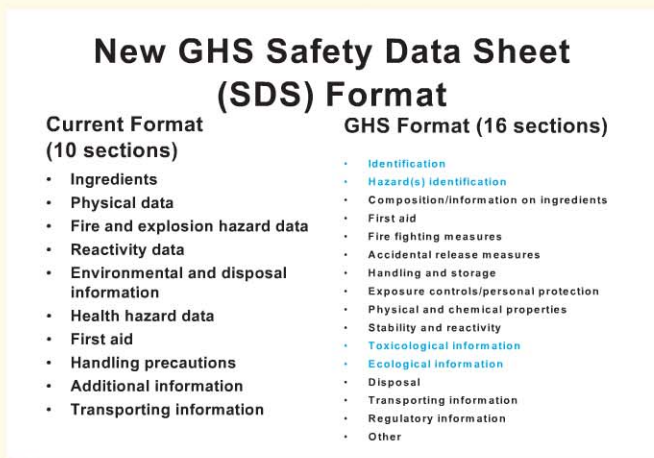 New GHS Safety Data Sheet
(SDS) Format
Current Format
(10 sections)
• Ingredients
• Physical data
• Fire and explosion hazard data
• Reactivity data
• Environmental and disposal
information
• Health hazard data
• First aid
• Handling precautions
• Additional information
• Transporting information
GHS Format (16 sections)
• Identification
• Hazard(s) identification
• Composition/information on ingredients
• First aid
• Fire fighting measures
• Accidental release measures
• Handling and storage
• Exposure controls/personal protection
• Physical and chemical properties
• Stability and reactivity
• Toxicological information
• Ecological information
• Disposal
• Transporting information
• Regulatory information
• Other